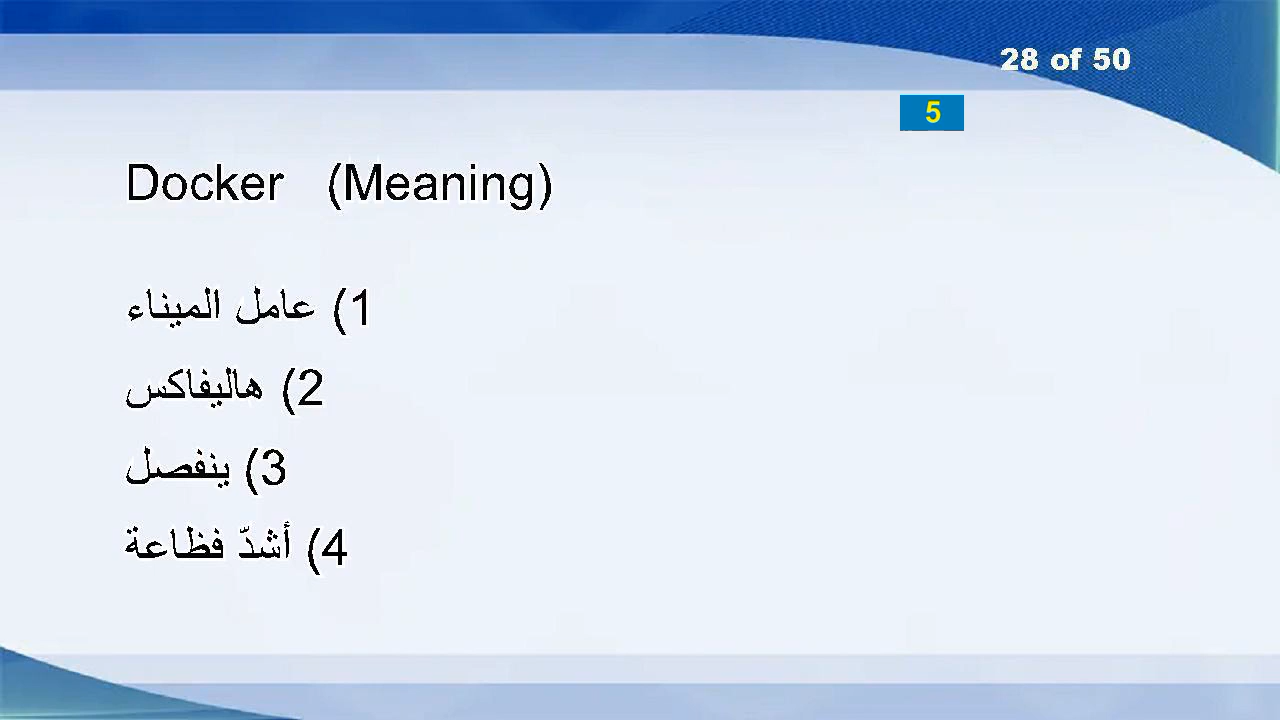 28 of 50
5
Docker (Meaning)
1) عامل الميناء
2) هاليفاكس
3) ينفصل
4) أشدّ فظاعة